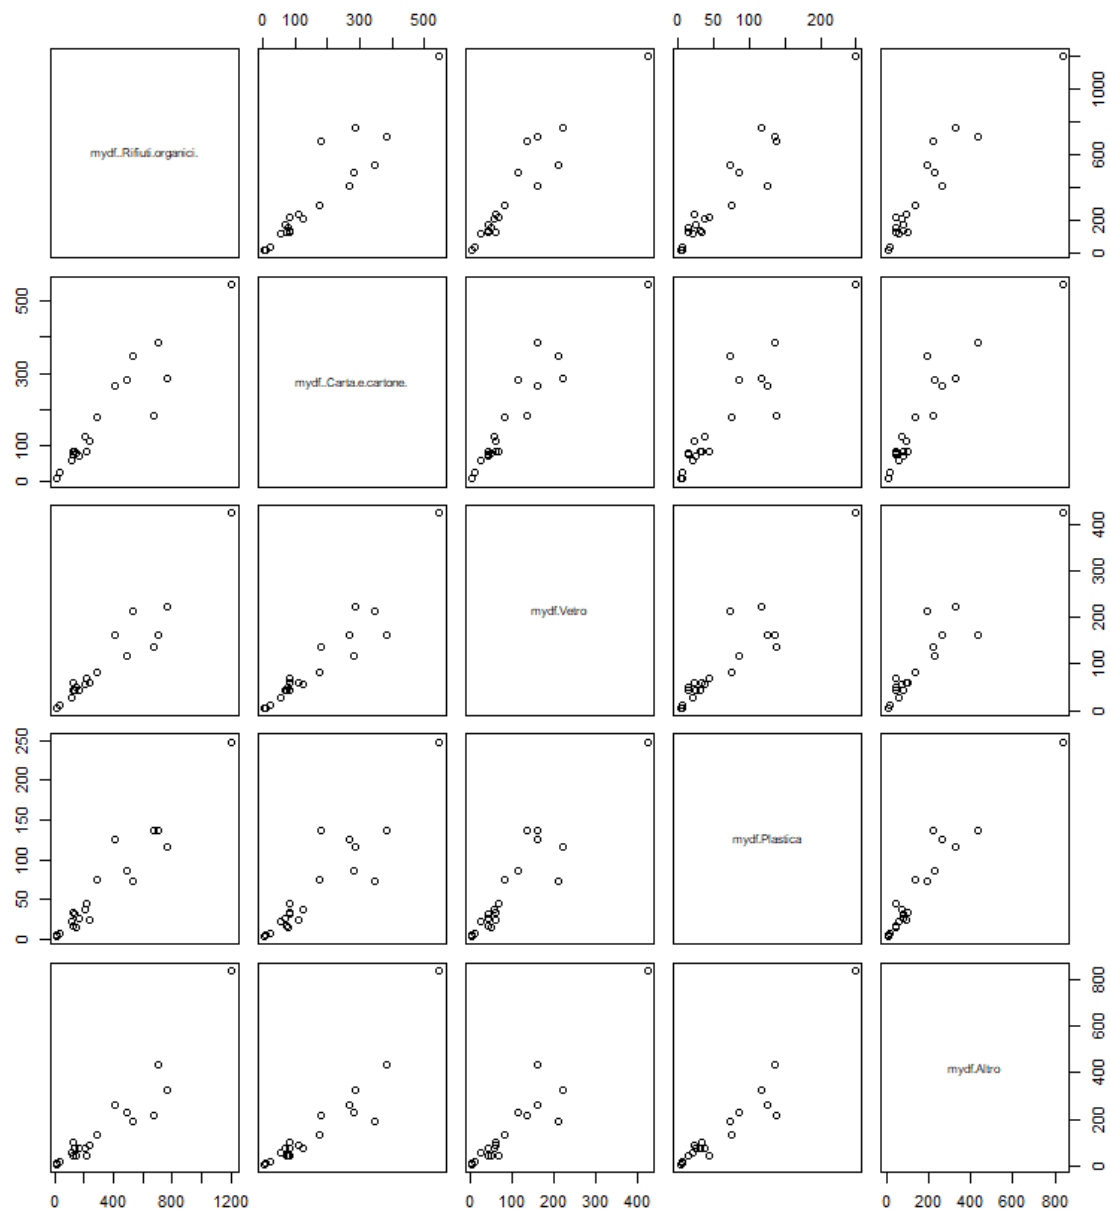 0 100 300 500
0 50 100 200
mydf..Rifiuti.organici.
0 200 600 1000
0 100 300 500
mydf..Carta.e.cartone.
mydf.Vetro
0 100 200 300 400
0 50 100 150 200 250
mydf.Plastica
mydf.Altro
0 200 400 600 800
0 400 800 1200
0 100 200 300 400
0 200 400 600 800